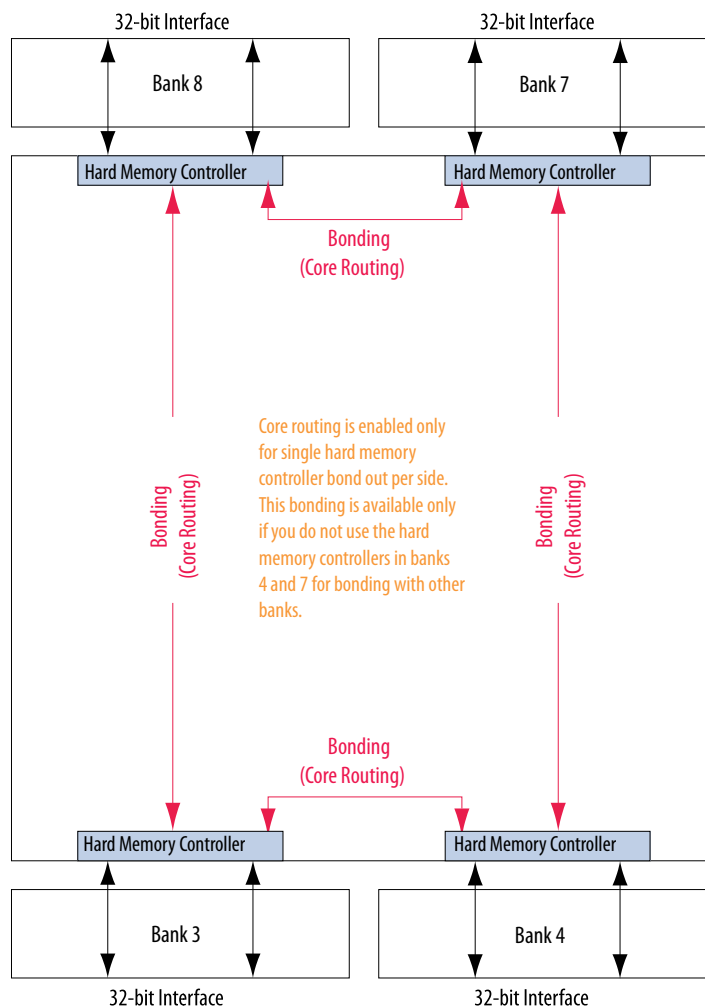 32-bit Interface
32-bit Interface
Bank 8
Bank 7
Hard Memory Controller
Hard Memory Controller
Bonding
(Core Routing)
Core routing is enabled only
for single hard memory
controller bond out per side.
This bonding is available only
if you do not use the hard
memory controllers in banks
4 and 7 for bonding with other
banks.
Bonding
(Core Routing)
Bonding
(Core Routing)
Bonding
(Core Routing)
Hard Memory Controller
Hard Memory Controller
Bank 3
Bank 4
32-bit Interface
32-bit Interface